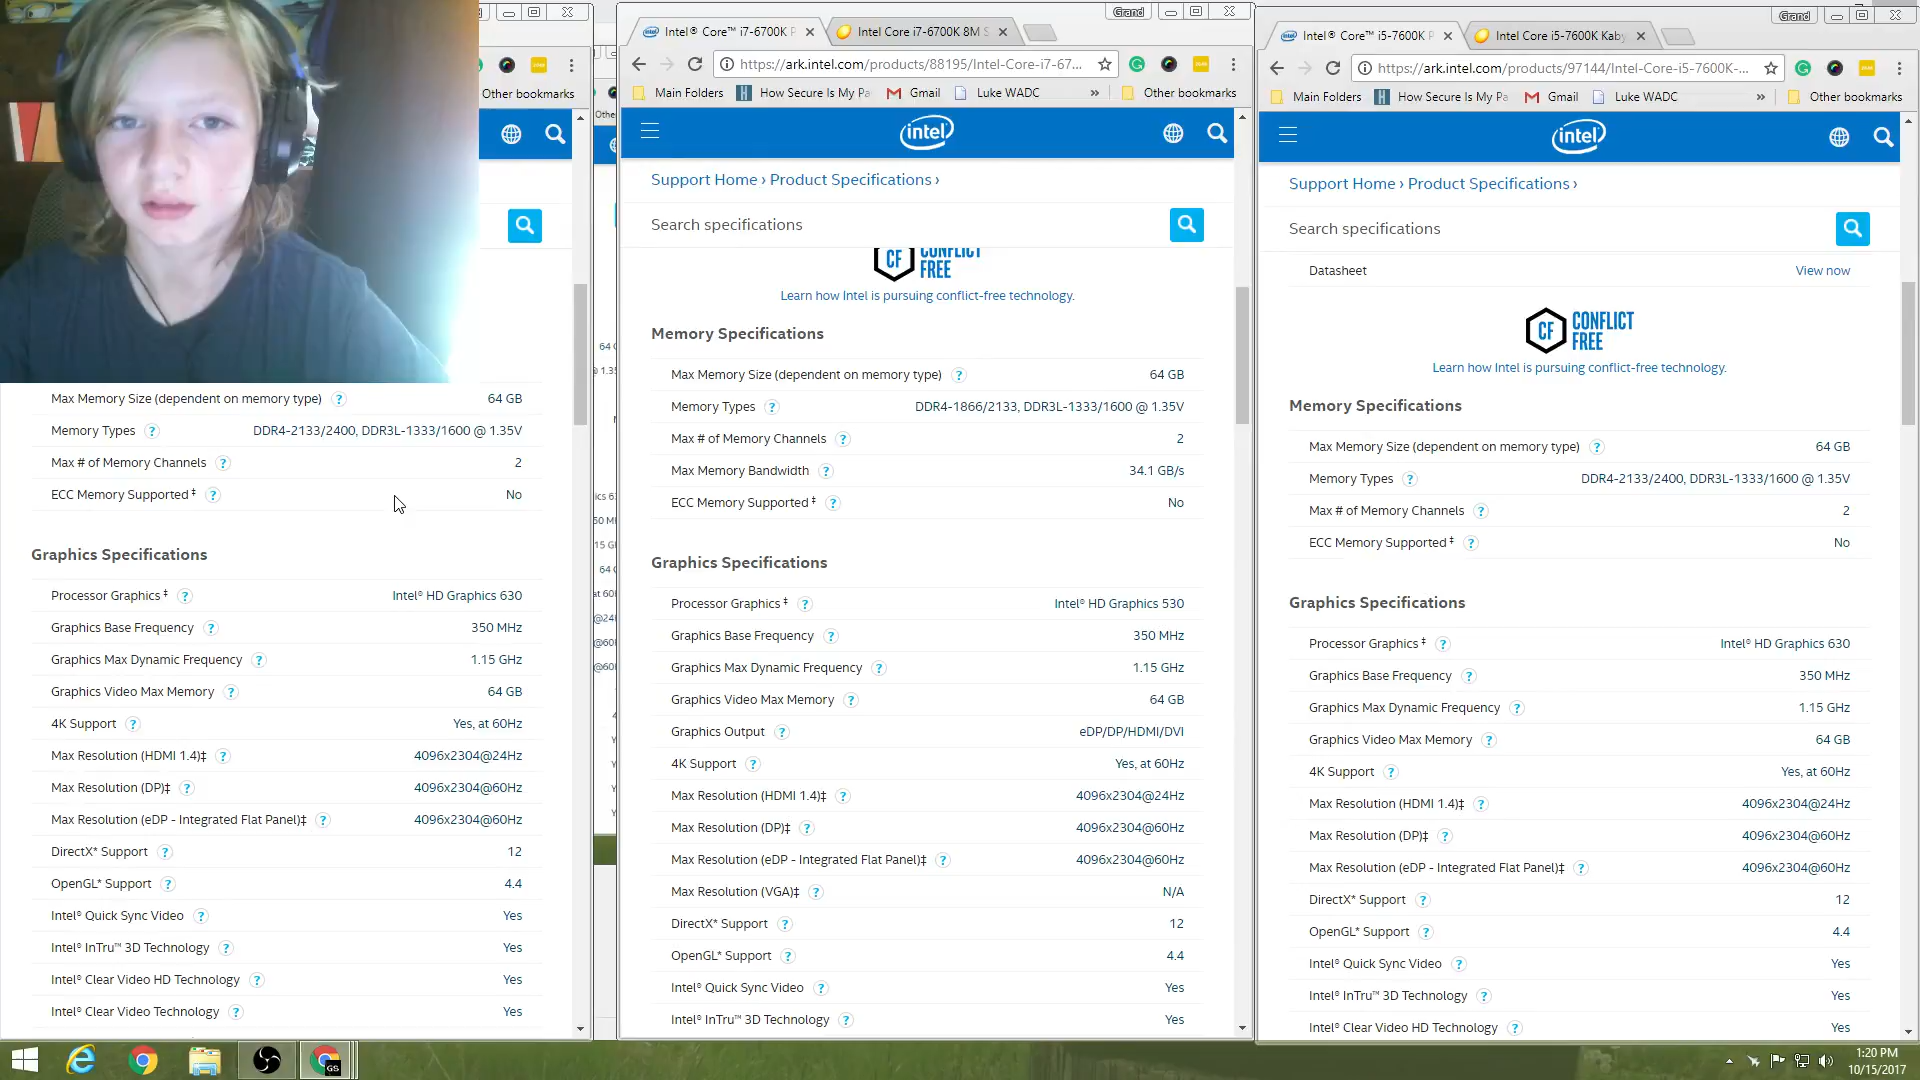 Other bookmarks
Max Memory Size (dependent on memory type) ? 64 GB
Memory Types ? DDR4-2133/2400, DDR3L-1333/1600 @ 1.35V
Max # of Memory Channels ? 2
ECC Memory Supported ‡ ? No
Graphics Specifications
Processor Graphics ‡ ? Intel® HD Graphics 630
Graphics Base Frequency ? 350 MHz
Graphics Max Dynamic Frequency ? 1.15 GHz
Graphics Video Max Memory ? 64 GB
4K Support ? Yes, at 60Hz
Max Resolution (HDMI 1.4)‡ ? 4096x2304@24Hz
Max Resolution (DP)‡ ? 4096x2304@60Hz
Max Resolution (eDP - Integrated Flat Panel)‡ ? 4096x2304@60Hz
DirectX* Support ? 12
OpenGL* Support ? 4.4
Intel® Quick Sync Video ? Yes
Intel® InTru™ 3D Technology ? Yes
Intel® Clear Video HD Technology ? Yes
Intel® Clear Video Technology ? Yes
Grand
Intel® Core™ i7-6700K P Intel Core i7-6700K 8M S
https://ark.intel.com/products/88195/Intel-Core-i7-67...
Main Folders How Secure Is My Pa Gmail Luke WADC » Other bookmarks
intel
Support Home › Product Specifications ›
Search specifications
CF CONFLICT FREE
Learn how Intel is pursuing conflict-free technology.
Memory Specifications
Max Memory Size (dependent on memory type) ? 64 GB
Memory Types ? DDR4-1866/2133, DDR3L-1333/1600 @ 1.35V
Max # of Memory Channels ? 2
Max Memory Bandwidth ? 34.1 GB/s
ECC Memory Supported ‡ ? No
Graphics Specifications
Processor Graphics ‡ ? Intel® HD Graphics 530
Graphics Base Frequency ? 350 MHz
Graphics Max Dynamic Frequency ? 1.15 GHz
Graphics Video Max Memory ? 64 GB
Graphics Output ? eDP/DP/HDMI/DVI
4K Support ? Yes, at 60Hz
Max Resolution (HDMI 1.4)‡ ? 4096x2304@24Hz
Max Resolution (DP)‡ ? 4096x2304@60Hz
Max Resolution (eDP - Integrated Flat Panel)‡ ? 4096x2304@60Hz
Max Resolution (VGA)‡ ? N/A
DirectX* Support ? 12
OpenGL* Support ? 4.4
Intel® Quick Sync Video ? Yes
Intel® InTru™ 3D Technology ? Yes
Grand
Intel® Core™ i5-7600K P Intel Core i5-7600K Kaby
https://ark.intel.com/products/97144/Intel-Core-i5-7600K-...
Main Folders How Secure Is My Pa Gmail Luke WADC » Other bookmarks
intel
Support Home › Product Specifications ›
Search specifications
Datasheet View now
CF CONFLICT FREE
Learn how Intel is pursuing conflict-free technology.
Memory Specifications
Max Memory Size (dependent on memory type) ? 64 GB
Memory Types ? DDR4-2133/2400, DDR3L-1333/1600 @ 1.35V
Max # of Memory Channels ? 2
ECC Memory Supported ‡ ? No
Graphics Specifications
Processor Graphics ‡ ? Intel® HD Graphics 630
Graphics Base Frequency ? 350 MHz
Graphics Max Dynamic Frequency ? 1.15 GHz
Graphics Video Max Memory ? 64 GB
4K Support ? Yes, at 60Hz
Max Resolution (HDMI 1.4)‡ ? 4096x2304@24Hz
Max Resolution (DP)‡ ? 4096x2304@60Hz
Max Resolution (eDP - Integrated Flat Panel)‡ ? 4096x2304@60Hz
DirectX* Support ? 12
OpenGL* Support ? 4.4
Intel® Quick Sync Video ? Yes
Intel® InTru™ 3D Technology ? Yes
Intel® Clear Video HD Technology ? Yes
GS
1:20 PM
10/15/2017